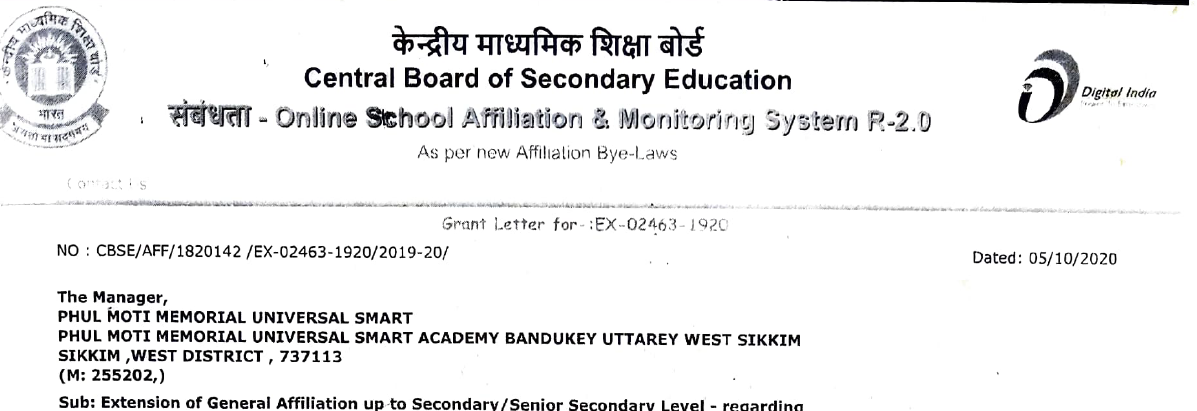 केन्द्रीय माध्यमिक शिक्षा बोर्ड
Central Board of Secondary Education
संबंधता - Online School Affiliation & Monitoring System R-2.0
As per new Affiliation Bye-Laws
केन्द्रीय माध्यमिक शिक्षा बोर्ड
भारत
Digital India
Contact Us
Grant Letter for-:EX-02463-1920
NO : CBSE/AFF/1820142 /EX-02463-1920/2019-20/
Dated: 05/10/2020
The Manager,
PHUL MOTI MEMORIAL UNIVERSAL SMART
PHUL MOTI MEMORIAL UNIVERSAL SMART ACADEMY BANDUKEY UTTAREY WEST SIKKIM
SIKKIM ,WEST DISTRICT , 737113
(M: 255202,)
Sub: Extension of General Affiliation up to Secondary/Senior Secondary Level - regarding